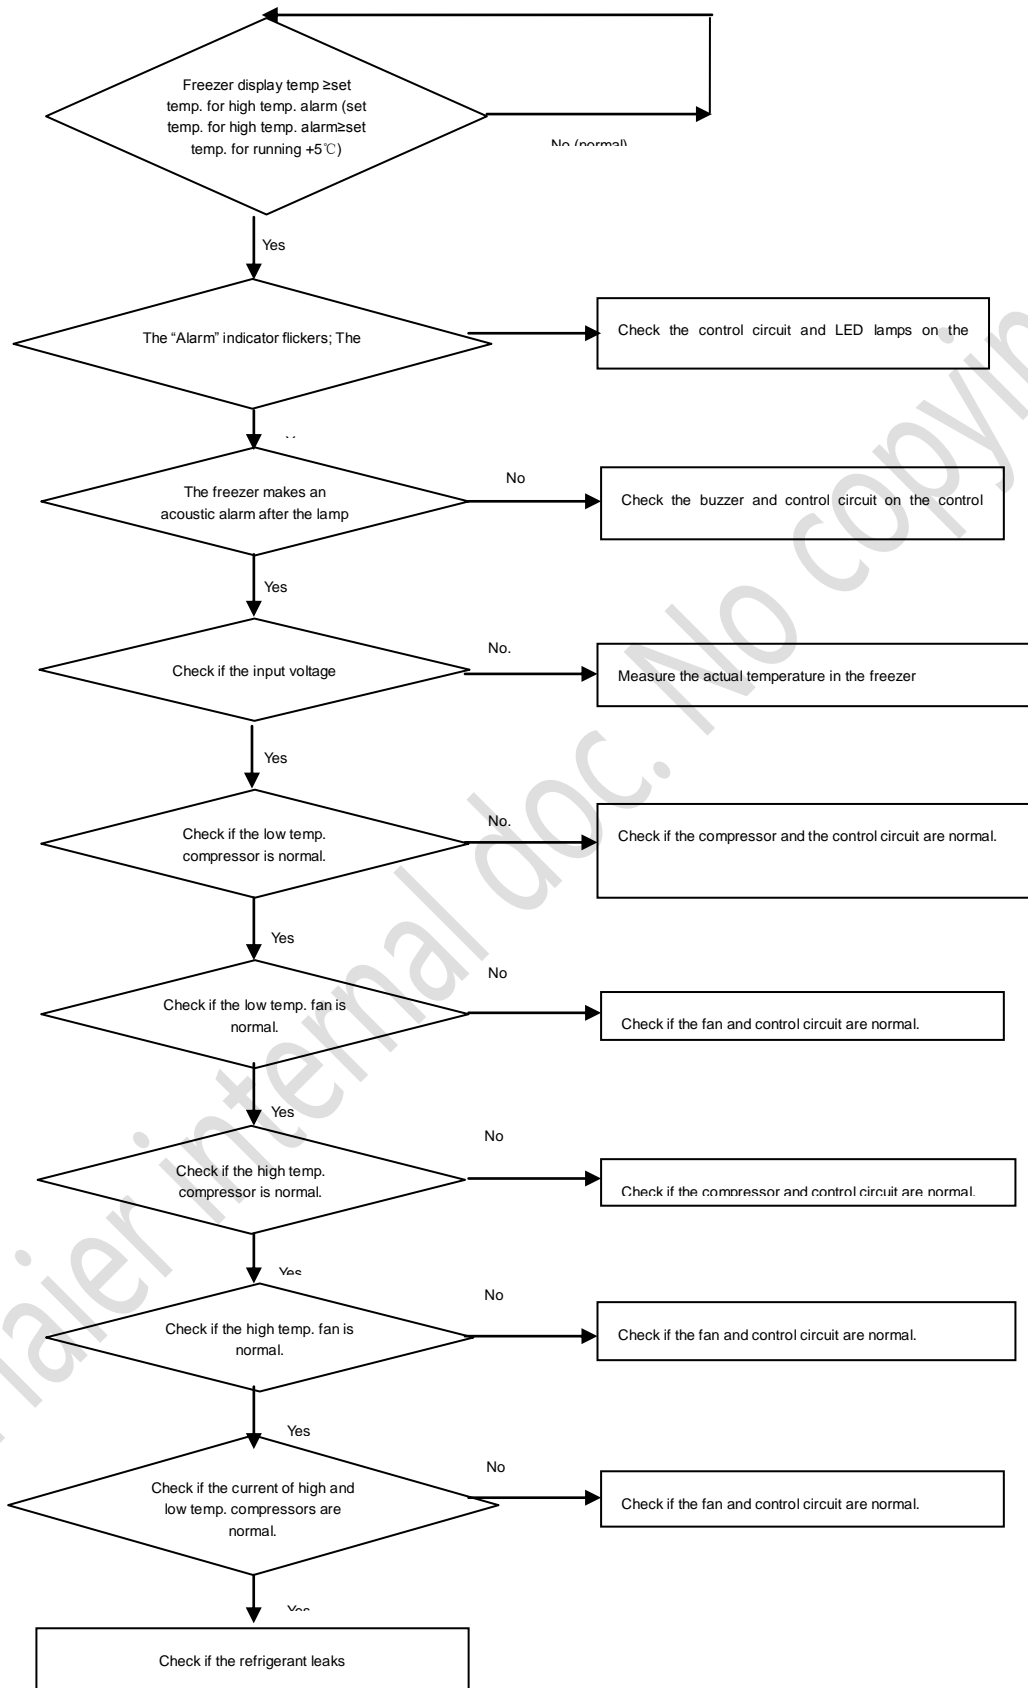 Freezer display temp ≥set
temp. for high temp. alarm (set
temp. for high temp. alarm≥set
temp. for running +5℃)
No (normal)
Yes
The “Alarm” indicator flickers; The
Check the control circuit and LED lamps on the
The freezer makes an
acoustic alarm after the lamp
No
Check the buzzer and control circuit on the control
Yes
Check if the input voltage
No.
Measure the actual temperature in the freezer
Yes
Check if the low temp.
compressor is normal.
No.
Check if the compressor and the control circuit are normal.
Yes
Check if the low temp. fan is
normal.
No
Check if the fan and control circuit are normal.
Yes
Check if the high temp.
compressor is normal.
No
Check if the compressor and control circuit are normal.
Yes
Check if the high temp. fan is
normal.
No
Check if the fan and control circuit are normal.
Yes
Check if the current of high and
low temp. compressors are
normal.
No
Check if the fan and control circuit are normal.
Yes
Check if the refrigerant leaks
Haier internal doc. No copyin